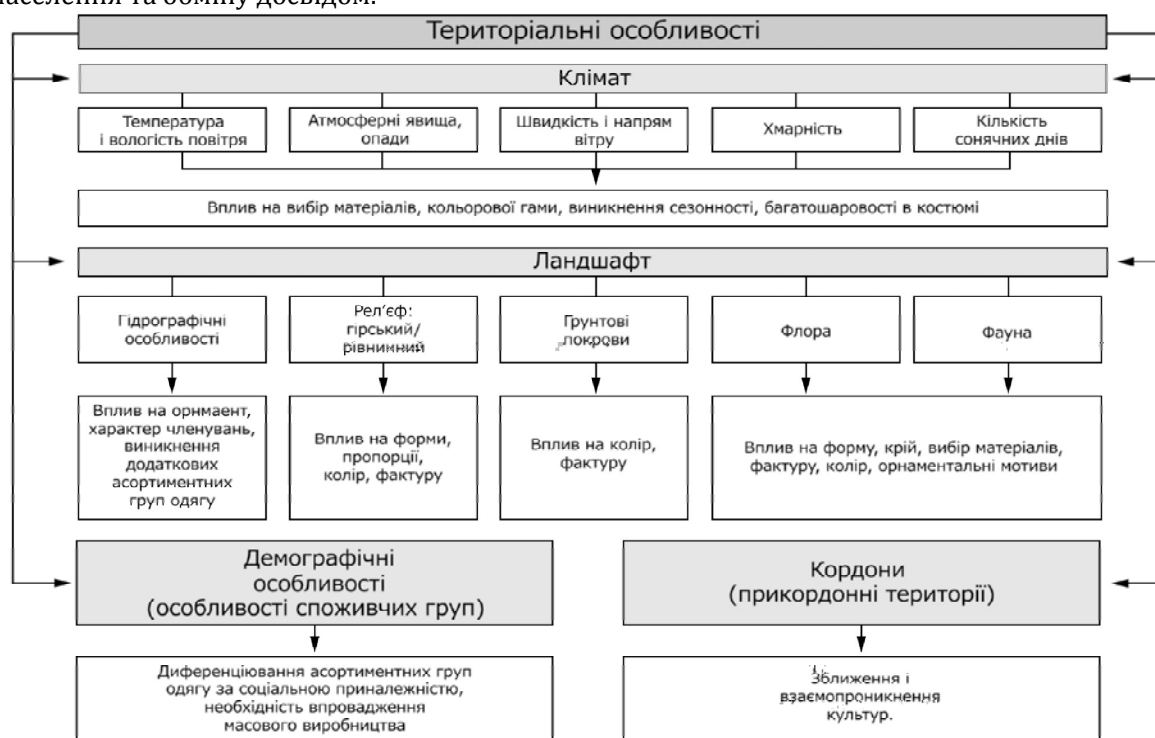 населення та обміну досвідом.
Територіальні особливості
Клімат
Температура
і вологість повітря
Атмосферні явища,
опади
Швидкість і напрям
вітру
Хмарність
Кількість
сонячних днів
Вплив на вибір матеріалів, кольорової гами, виникнення сезонності, багатошаровості в костюмі
Ландшафт
Гідрографічні
особливості
Рел'єф:
гірський/
рівнинний
Грунтові
покрови
Флора
Фауна
Вплив на орнмаент,
характер членувань,
виникнення
додаткових
асортиментних
груп одягу
Вплив на форми,
пропорції,
колір, фактуру
Вплив на колір,
фактуру
Вплив на форму, крій, вибір матеріалів,
фактуру, колір, орнаментальні мотиви
Демографічні
особливості
(особливості споживчих груп)
Кордони
(прикордонні території)
Диференціювання асортиментних груп
одягу за соціальною приналежністю,
необхідність впровадження
масового виробництва
Зближення і
взаємопроникнення
культур.